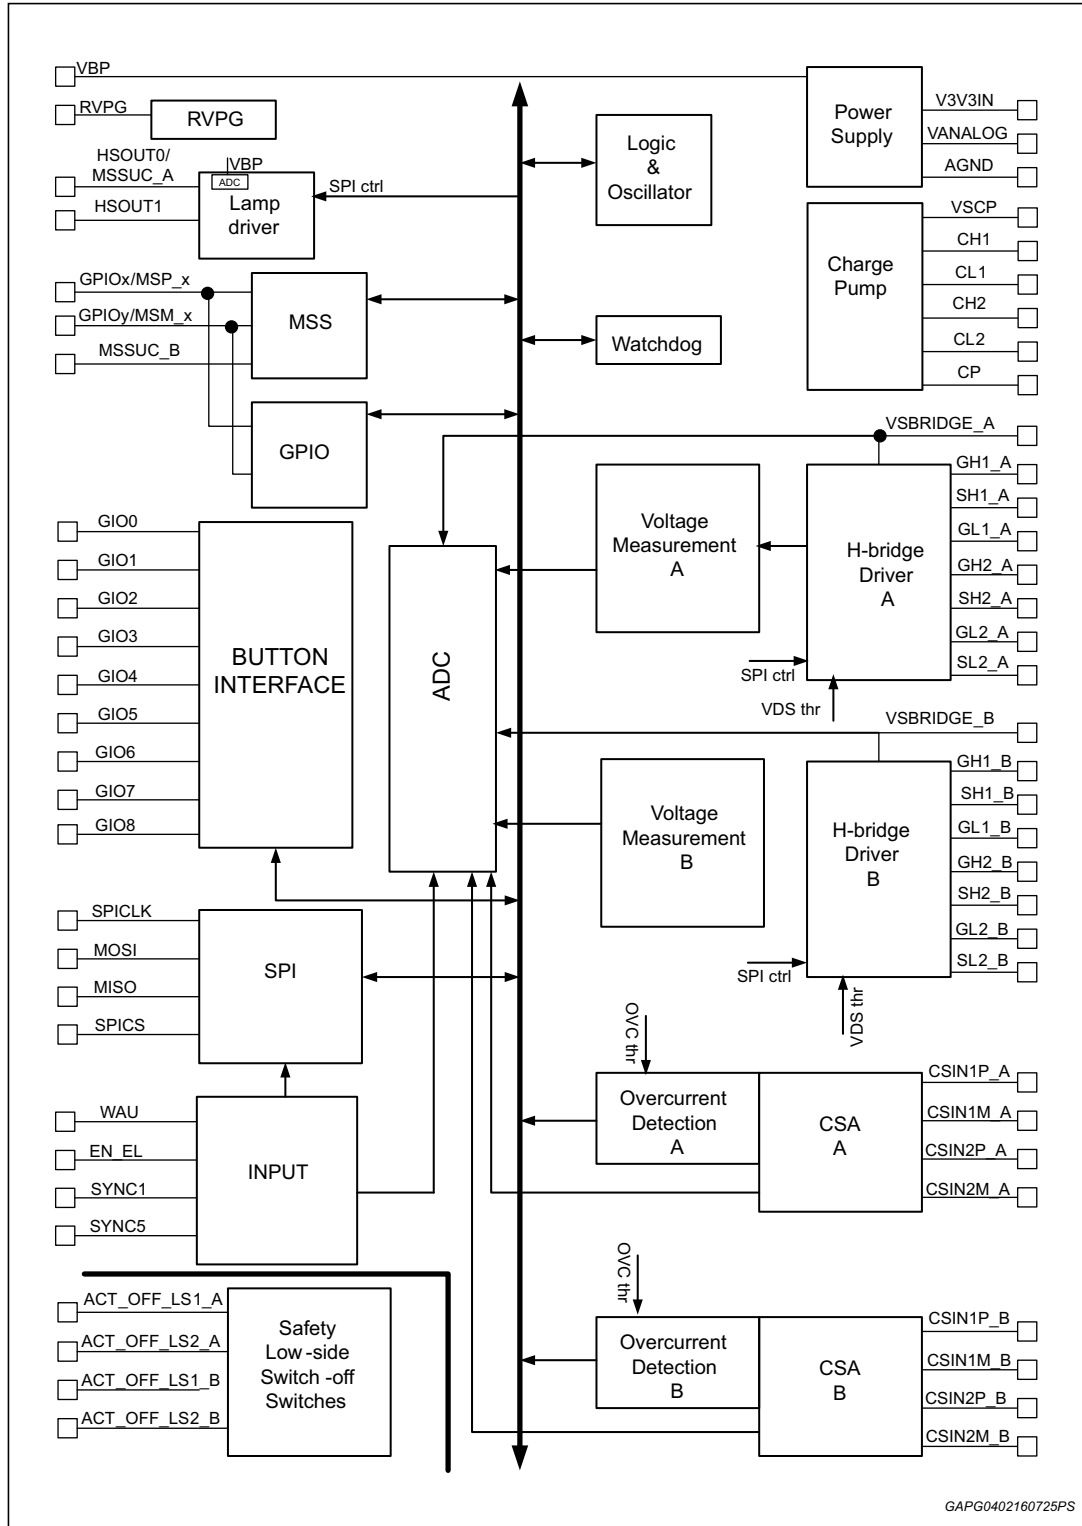 VBP
RVPG
RVPG
HSOUT0/
MSSUC_A
HSOUT1
VBP
ADC
Lamp
driver
SPI ctrl
GPIOx/MSP_x
GPIOy/MSM_x
MSSUC_B
MSS
GPIO
GIO0
GIO1
GIO2
GIO3
GIO4
GIO5
GIO6
GIO7
GIO8
BUTTON
INTERFACE
SPICLK
MOSI
MISO
SPICS
SPI
WAU
EN_EL
SYNC1
SYNC5
INPUT
ACT_OFF_LS1_A
ACT_OFF_LS2_A
ACT_OFF_LS1_B
ACT_OFF_LS2_B
Safety
Low-side
Switch-off
Switches
ADC
Logic
&
Oscillator
Watchdog
Voltage
Measurement
A
Voltage
Measurement
B
Power
Supply
V3V3IN
VANALOG
AGND
Charge
Pump
VSCP
CH1
CL1
CH2
CL2
CP
VSBRIDGE_A
H-bridge
Driver
A
GH1_A
SH1_A
GL1_A
GH2_A
SH2_A
GL2_A
SL2_A
SPI ctrl
VDS thr
VSBRIDGE_B
H-bridge
Driver
B
GH1_B
SH1_B
GL1_B
GH2_B
SH2_B
GL2_B
SL2_B
SPI ctrl
VDS thr
OVC thr
Overcurrent
Detection
A
CSA
A
CSIN1P_A
CSIN1M_A
CSIN2P_A
CSIN2M_A
OVC thr
Overcurrent
Detection
B
CSA
B
CSIN1P_B
CSIN1M_B
CSIN2P_B
CSIN2M_B
GAPG0402160725PS